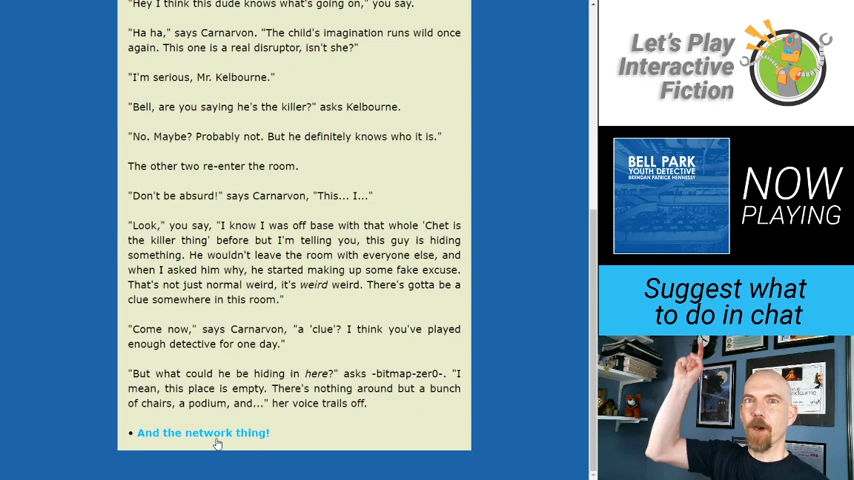 "Hey I think this dude knows what's going on," you say.
"Ha ha," says Carnarvon. "The child's imagination runs wild once
again. This one is a real disruptor, isn't she?"
"I'm serious, Mr. Kelbourne."
"Bell, are you saying he's the killer?" asks Kelbourne.
"No. Maybe? Probably not. But he definitely knows who it is."
The other two re-enter the room.
"Don't be absurd!" says Carnarvon, "This... I..."
"Look," you say, "I know I was off base with that whole 'Chet is
the killer thing' before but I'm telling you, this guy is hiding
something. He wouldn't leave the room with everyone else, and
when I asked him why, he started making up some fake excuse.
That's not just normal weird, it's weird weird. There's gotta be a
clue somewhere in this room."
"Come now," says Carnarvon, "a 'clue'? I think you've played
enough detective for one day."
"But what could he be hiding in here?" asks -bitmap-zer0-. "I
mean, this place is empty. There's nothing around but a bunch
of chairs, a podium, and..." her voice trails off.
• And the network thing!
Let's Play
Interactive
Fiction
BELL PARK
YOUTH DETECTIVE
BRENDAN PATRICK HENNESSY
NOW
PLAYING
Suggest what
to do in chat